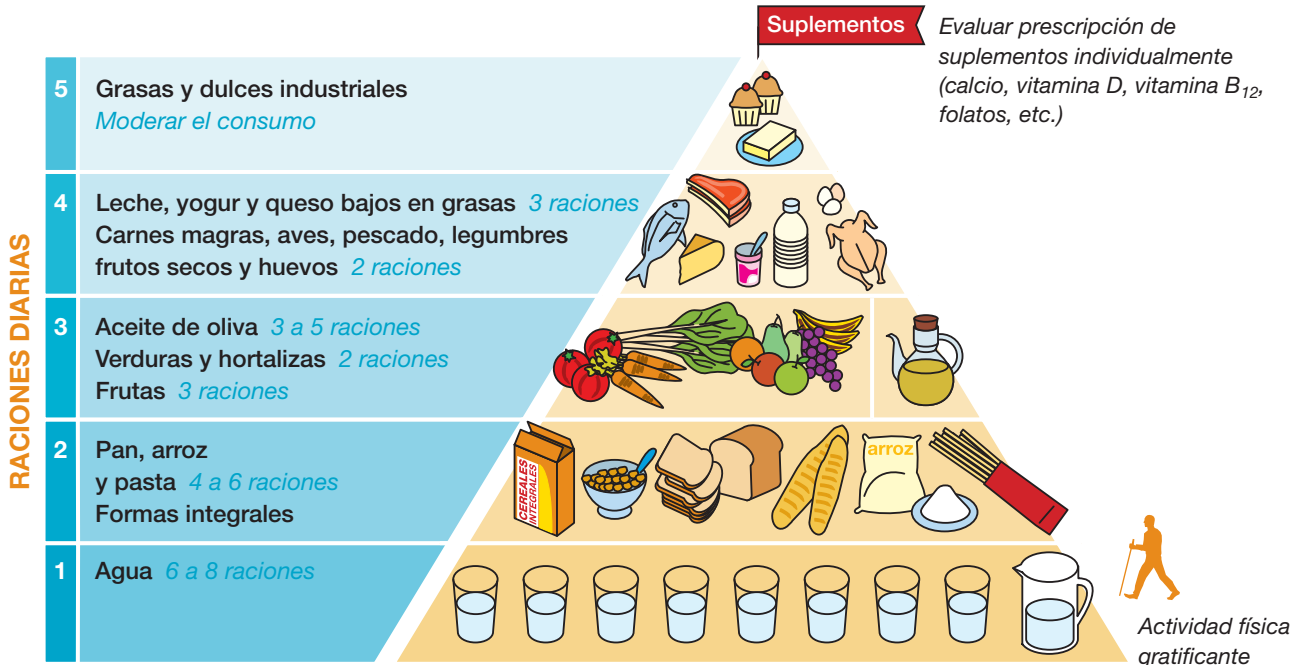 Suplementos
Evaluar prescripción de
suplementos individualmente
(calcio, vitamina D, vitamina B12,
folatos, etc.)
RACIONES DIARIAS
5
Grasas y dulces industriales
Moderar el consumo
4
Leche, yogur y queso bajos en grasas 3 raciones
Carnes magras, aves, pescado, legumbres
frutos secos y huevos 2 raciones
3
Aceite de oliva 3 a 5 raciones
Verduras y hortalizas 2 raciones
Frutas 3 raciones
2
Pan, arroz
y pasta 4 a 6 raciones
Formas integrales
CEREALES
INTEGRALES
arroz
1
Agua 6 a 8 raciones
Actividad física
gratificante